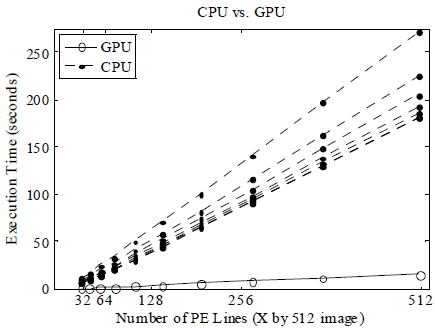 CPU vs. GPU
GPU
CPU
250
200
150
100
50
0
Execution Time (seconds)
32 64 128 256 512
Number of PE Lines (X by 512 image)